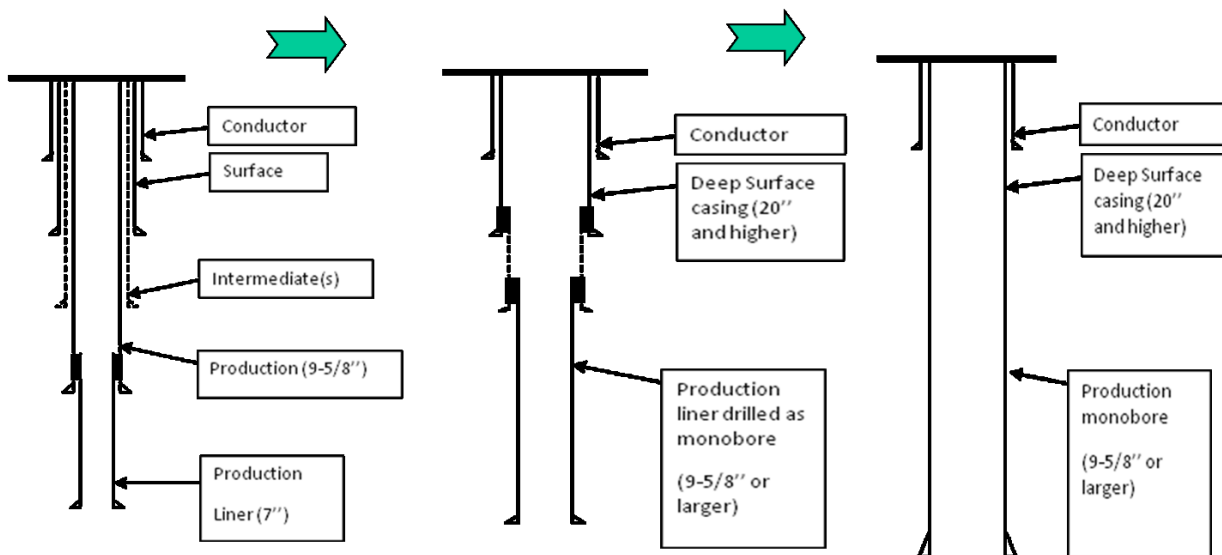 Conductor
Surface
Intermediate(s)
Production (9-5/8’’)
Production
Liner (7’’)
Conductor
Deep Surface
casing (20’’
and higher)
Production
liner drilled as
monobore
(9-5/8’’ or
larger)
Conductor
Deep Surface
casing (20’’
and higher)
Production
monobore
(9-5/8’’ or
larger)